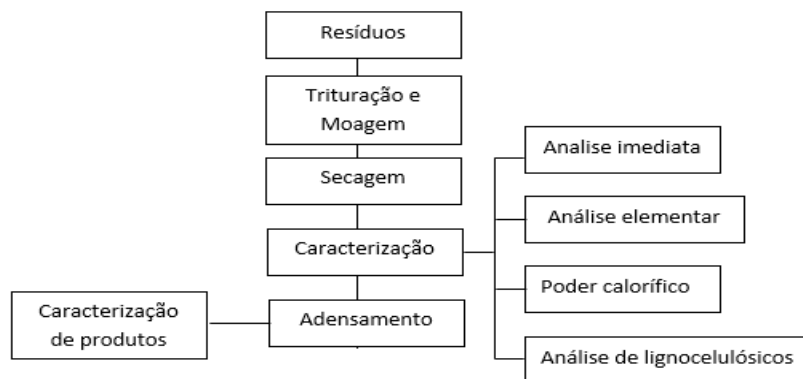 Resíduos
Trituração e
Moagem
Secagem
Caracterização
Adensamento
Caracterização
de produtos
Analise imediata
Análise elementar
Poder calorífico
Análise de lignocelulósicos